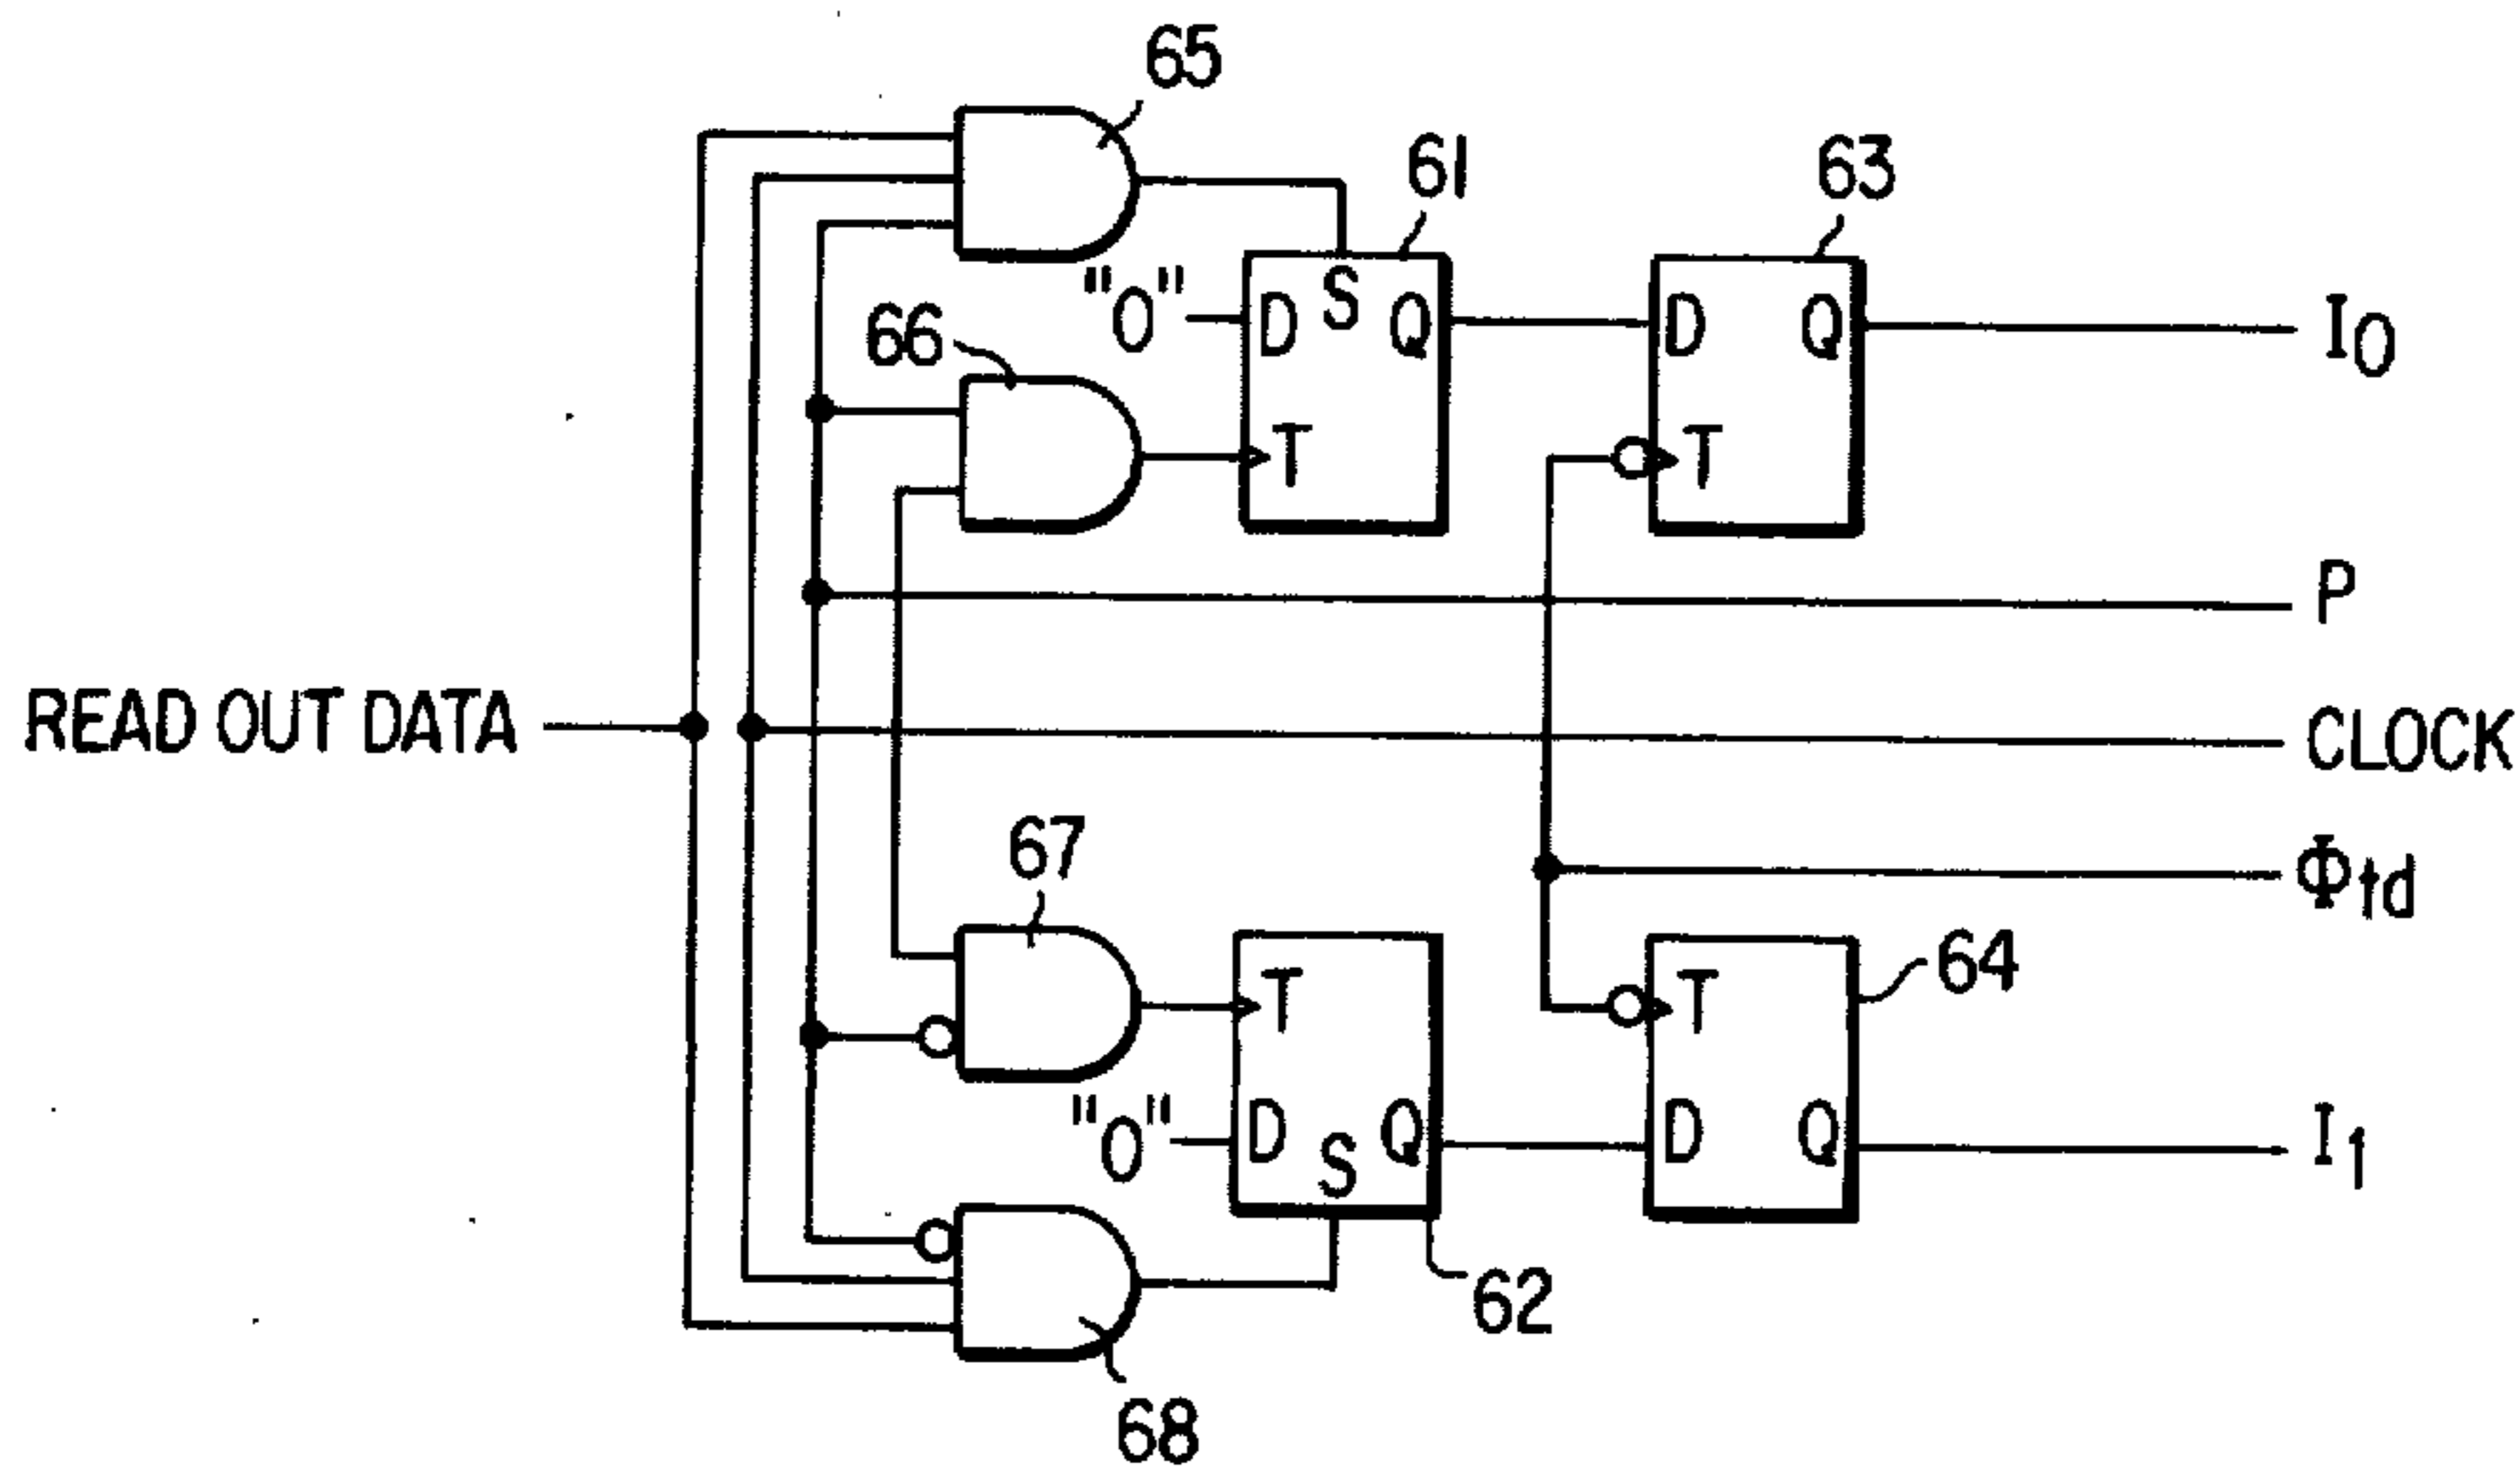 65
61
63
"0"
D
S
Q
D
Q
I0
66
T
T
P
READ OUT DATA
CLOCK
67
Φtd
T
T
64
"0"
D
S
Q
D
Q
I1
62
68